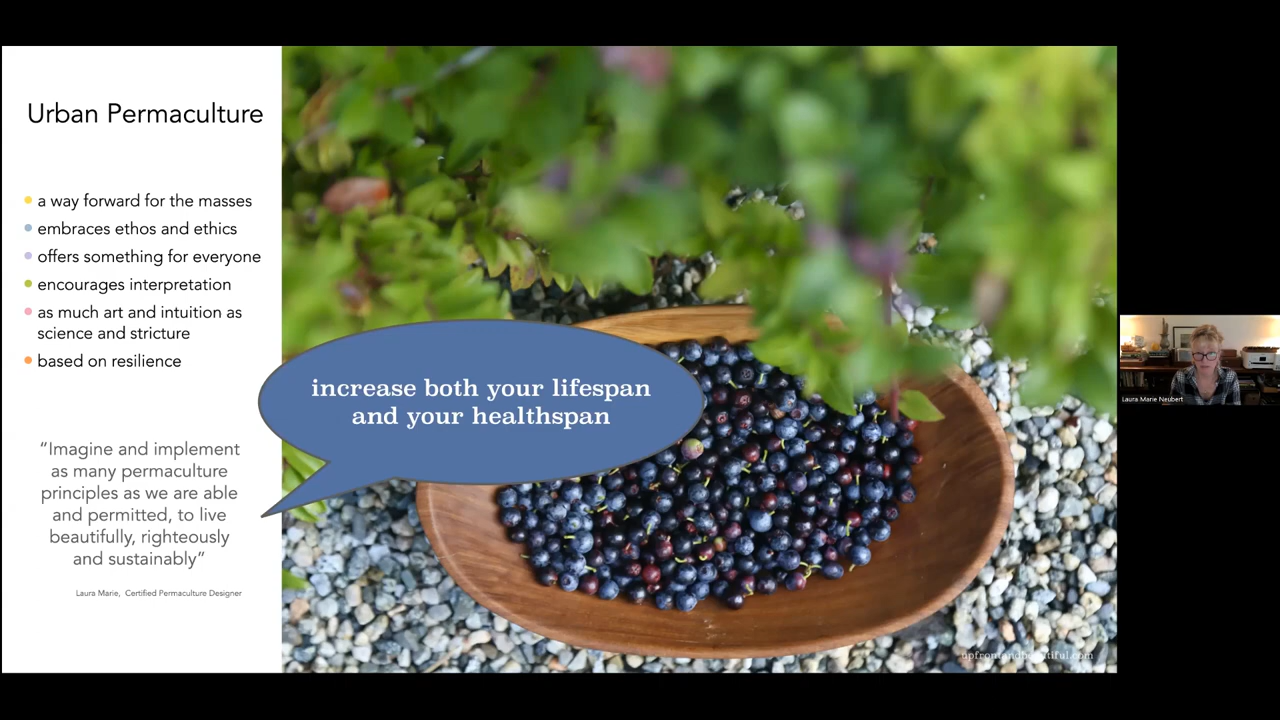 Urban Permaculture
a way forward for the masses
embraces ethos and ethics
offers something for everyone
encourages interpretation
as much art and intuition as
science and stricture
based on resilience
increase both your lifespan
and your healthspan
“Imagine and implement
as many permaculture
principles as we are able
and permitted, to live
beautifully, righteously
and sustainably”
Laura Marie, Certified Permaculture Designer
upfrontandbeautiful.com
Laura Marie Neubert